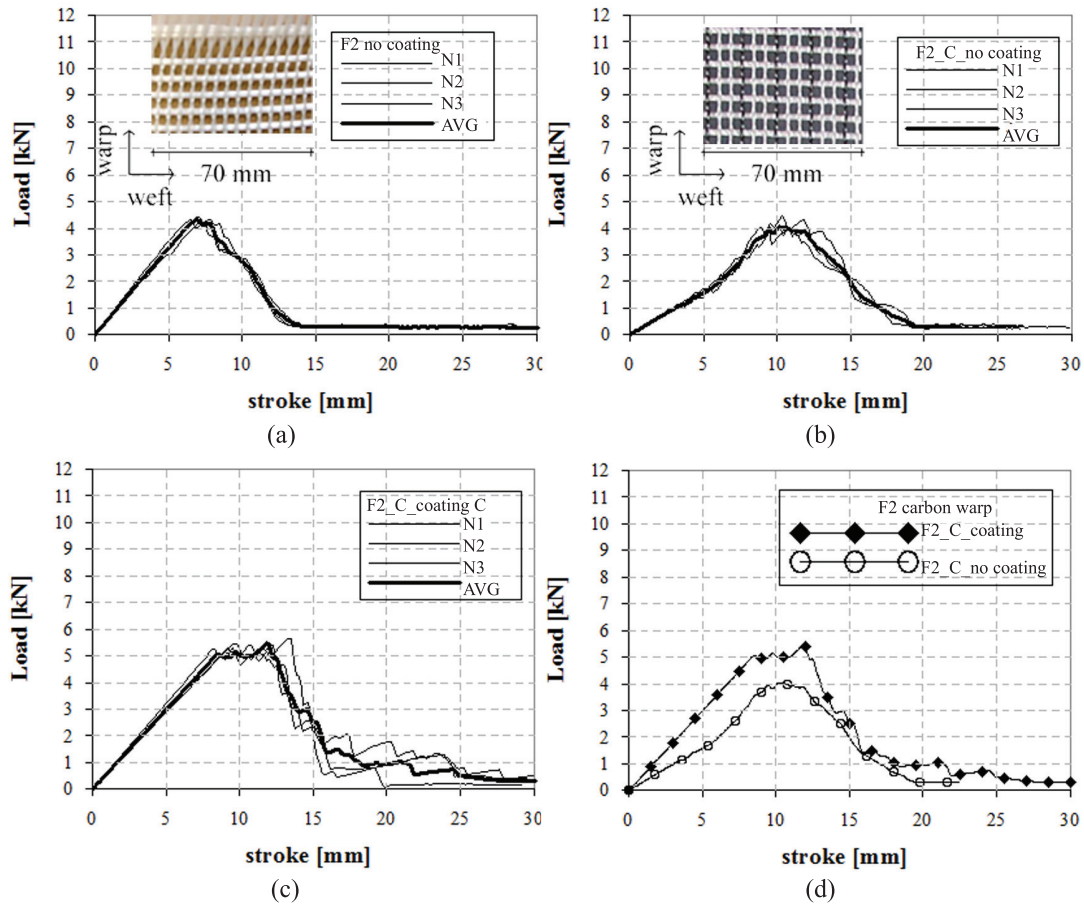 12
11
10
9
8
7
6
5
4
3
2
1
0
Load [kN]
F2 no coating
N1
N2
N3
AVG
warp
weft
70 mm
0 5 10 15 20 25 30
stroke [mm]
(a)
12
11
10
9
8
7
6
5
4
3
2
1
0
Load [kN]
F2_C_no coating
N1
N2
N3
AVG
warp
weft
70 mm
0 5 10 15 20 25 30
stroke [mm]
(b)
12
11
10
9
8
7
6
5
4
3
2
1
0
Load [kN]
F2_C_coating C
N1
N2
N3
AVG
0 5 10 15 20 25 30
stroke [mm]
(c)
12
11
10
9
8
7
6
5
4
3
2
1
0
Load [kN]
F2 carbon warp
F2_C_coating
F2_C_no coating
0 5 10 15 20 25 30
stroke [mm]
(d)